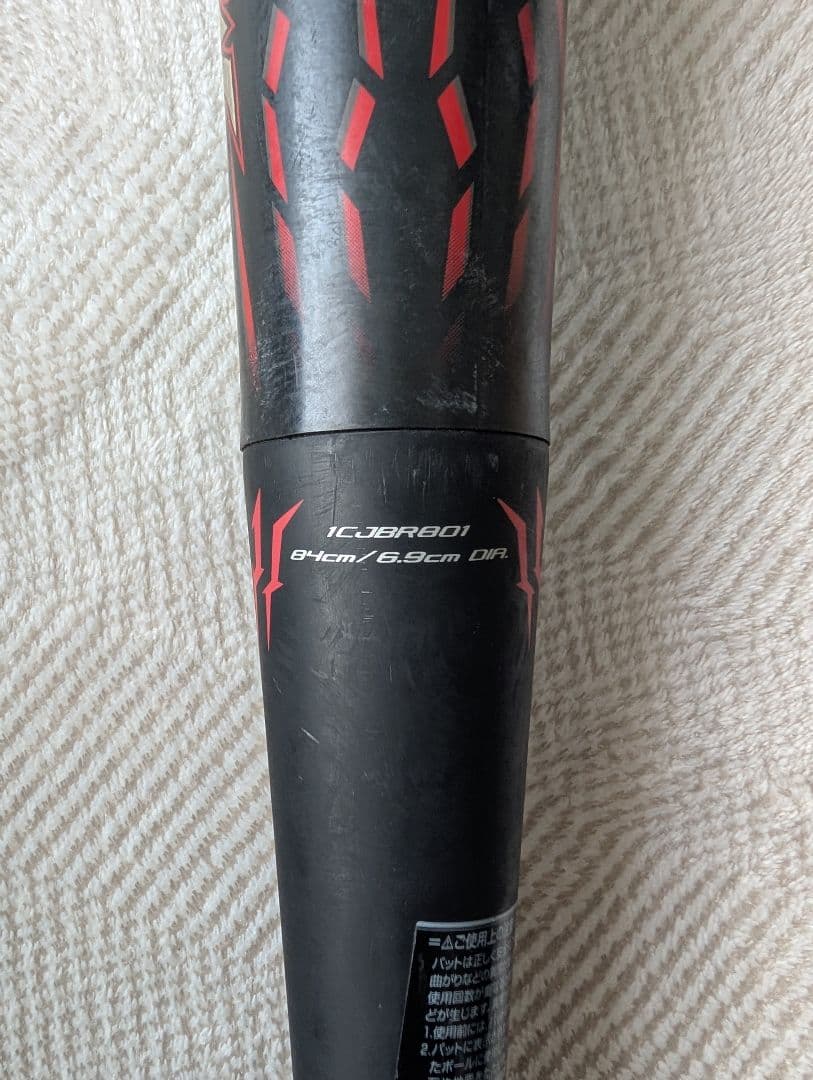 1CJBR801
84cm/6.9cm DIA.
=⚠ご使用上の
バットは正しく
曲がりなどの
使用回数が
どが生じます
1.使用前には
2.バットに表
たボールに